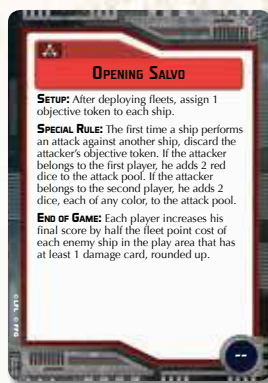 OPENING SALVO
SETUP: After deploying fleets, assign 1
objective token to each ship.
SPECIAL RULE: The first time a ship performs
an attack against another ship, discard the
attacker's objective token. If the attacker
belongs to the first player, he adds 2 red
dice to the attack pool. If the attacker
belongs to the second player, he adds 2
dice, each of any color, to the attack pool.
END OF GAME: Each player increases his
final score by half the fleet point cost of
each enemy ship in the play area that has
at least 1 damage card, rounded up.
©LFL ©FFG
--